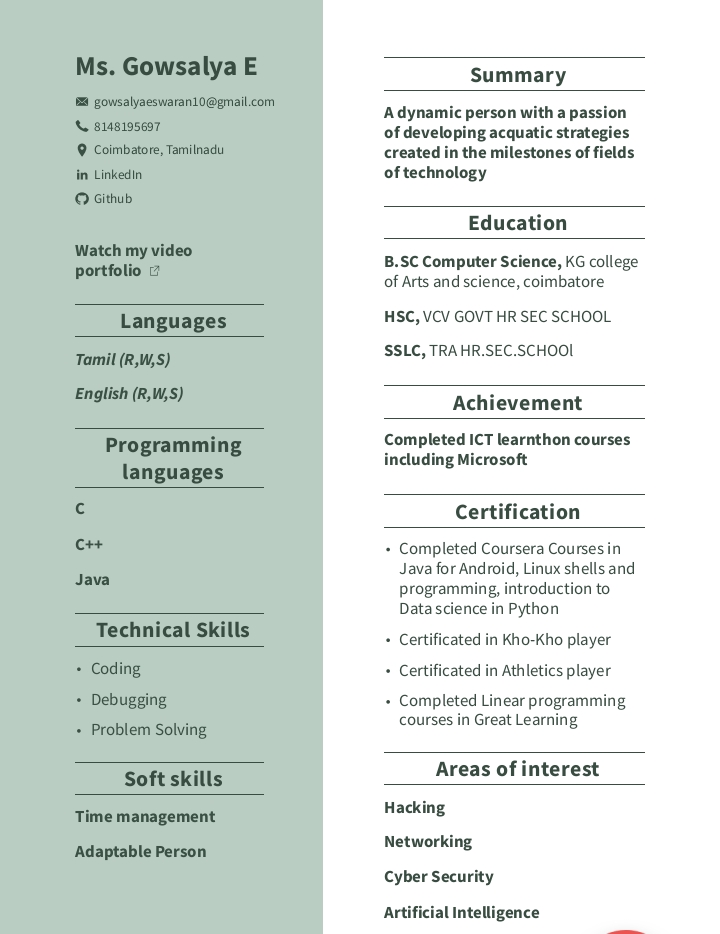 Ms. Gowsalya E
gowsalyaeswaran10@gmail.com
8148195697
Coimbatore, Tamilnadu
LinkedIn
Github
Watch my video
portfolio
Languages
Tamil (R,W,S)
English (R,W,S)
Programming
languages
C
C++
Java
Technical Skills
• Coding
• Debugging
• Problem Solving
Soft skills
Time management
Adaptable Person
Summary
A dynamic person with a passion
of developing acquatic strategies
created in the milestones of fields
of technology
Education
B.SC Computer Science, KG college
of Arts and science, coimbatore
HSC, VCV GOVT HR SEC SCHOOL
SSLC, TRA HR.SEC.SCHOOl
Achievement
Completed ICT learnthon courses
including Microsoft
Certification
• Completed Coursera Courses in
Java for Android, Linux shells and
programming, introduction to
Data science in Python
• Certificated in Kho-Kho player
• Certificated in Athletics player
• Completed Linear programming
courses in Great Learning
Areas of interest
Hacking
Networking
Cyber Security
Artificial Intelligence